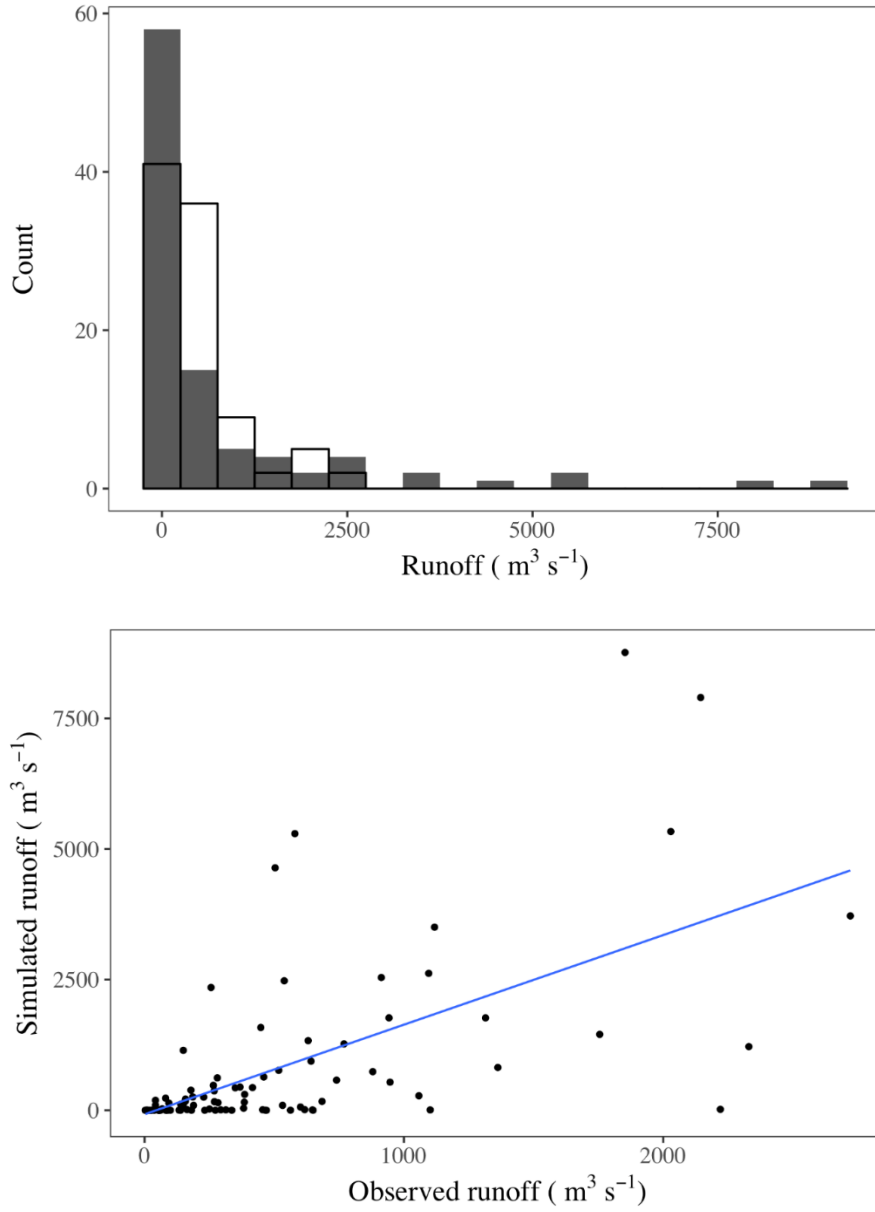 60
40
20
0
Count
0 2500 5000 7500
Runoff ( m³ s⁻¹)
7500
5000
2500
0
Simulated runoff ( m³ s⁻¹)
0 1000 2000
Observed runoff ( m³ s⁻¹)